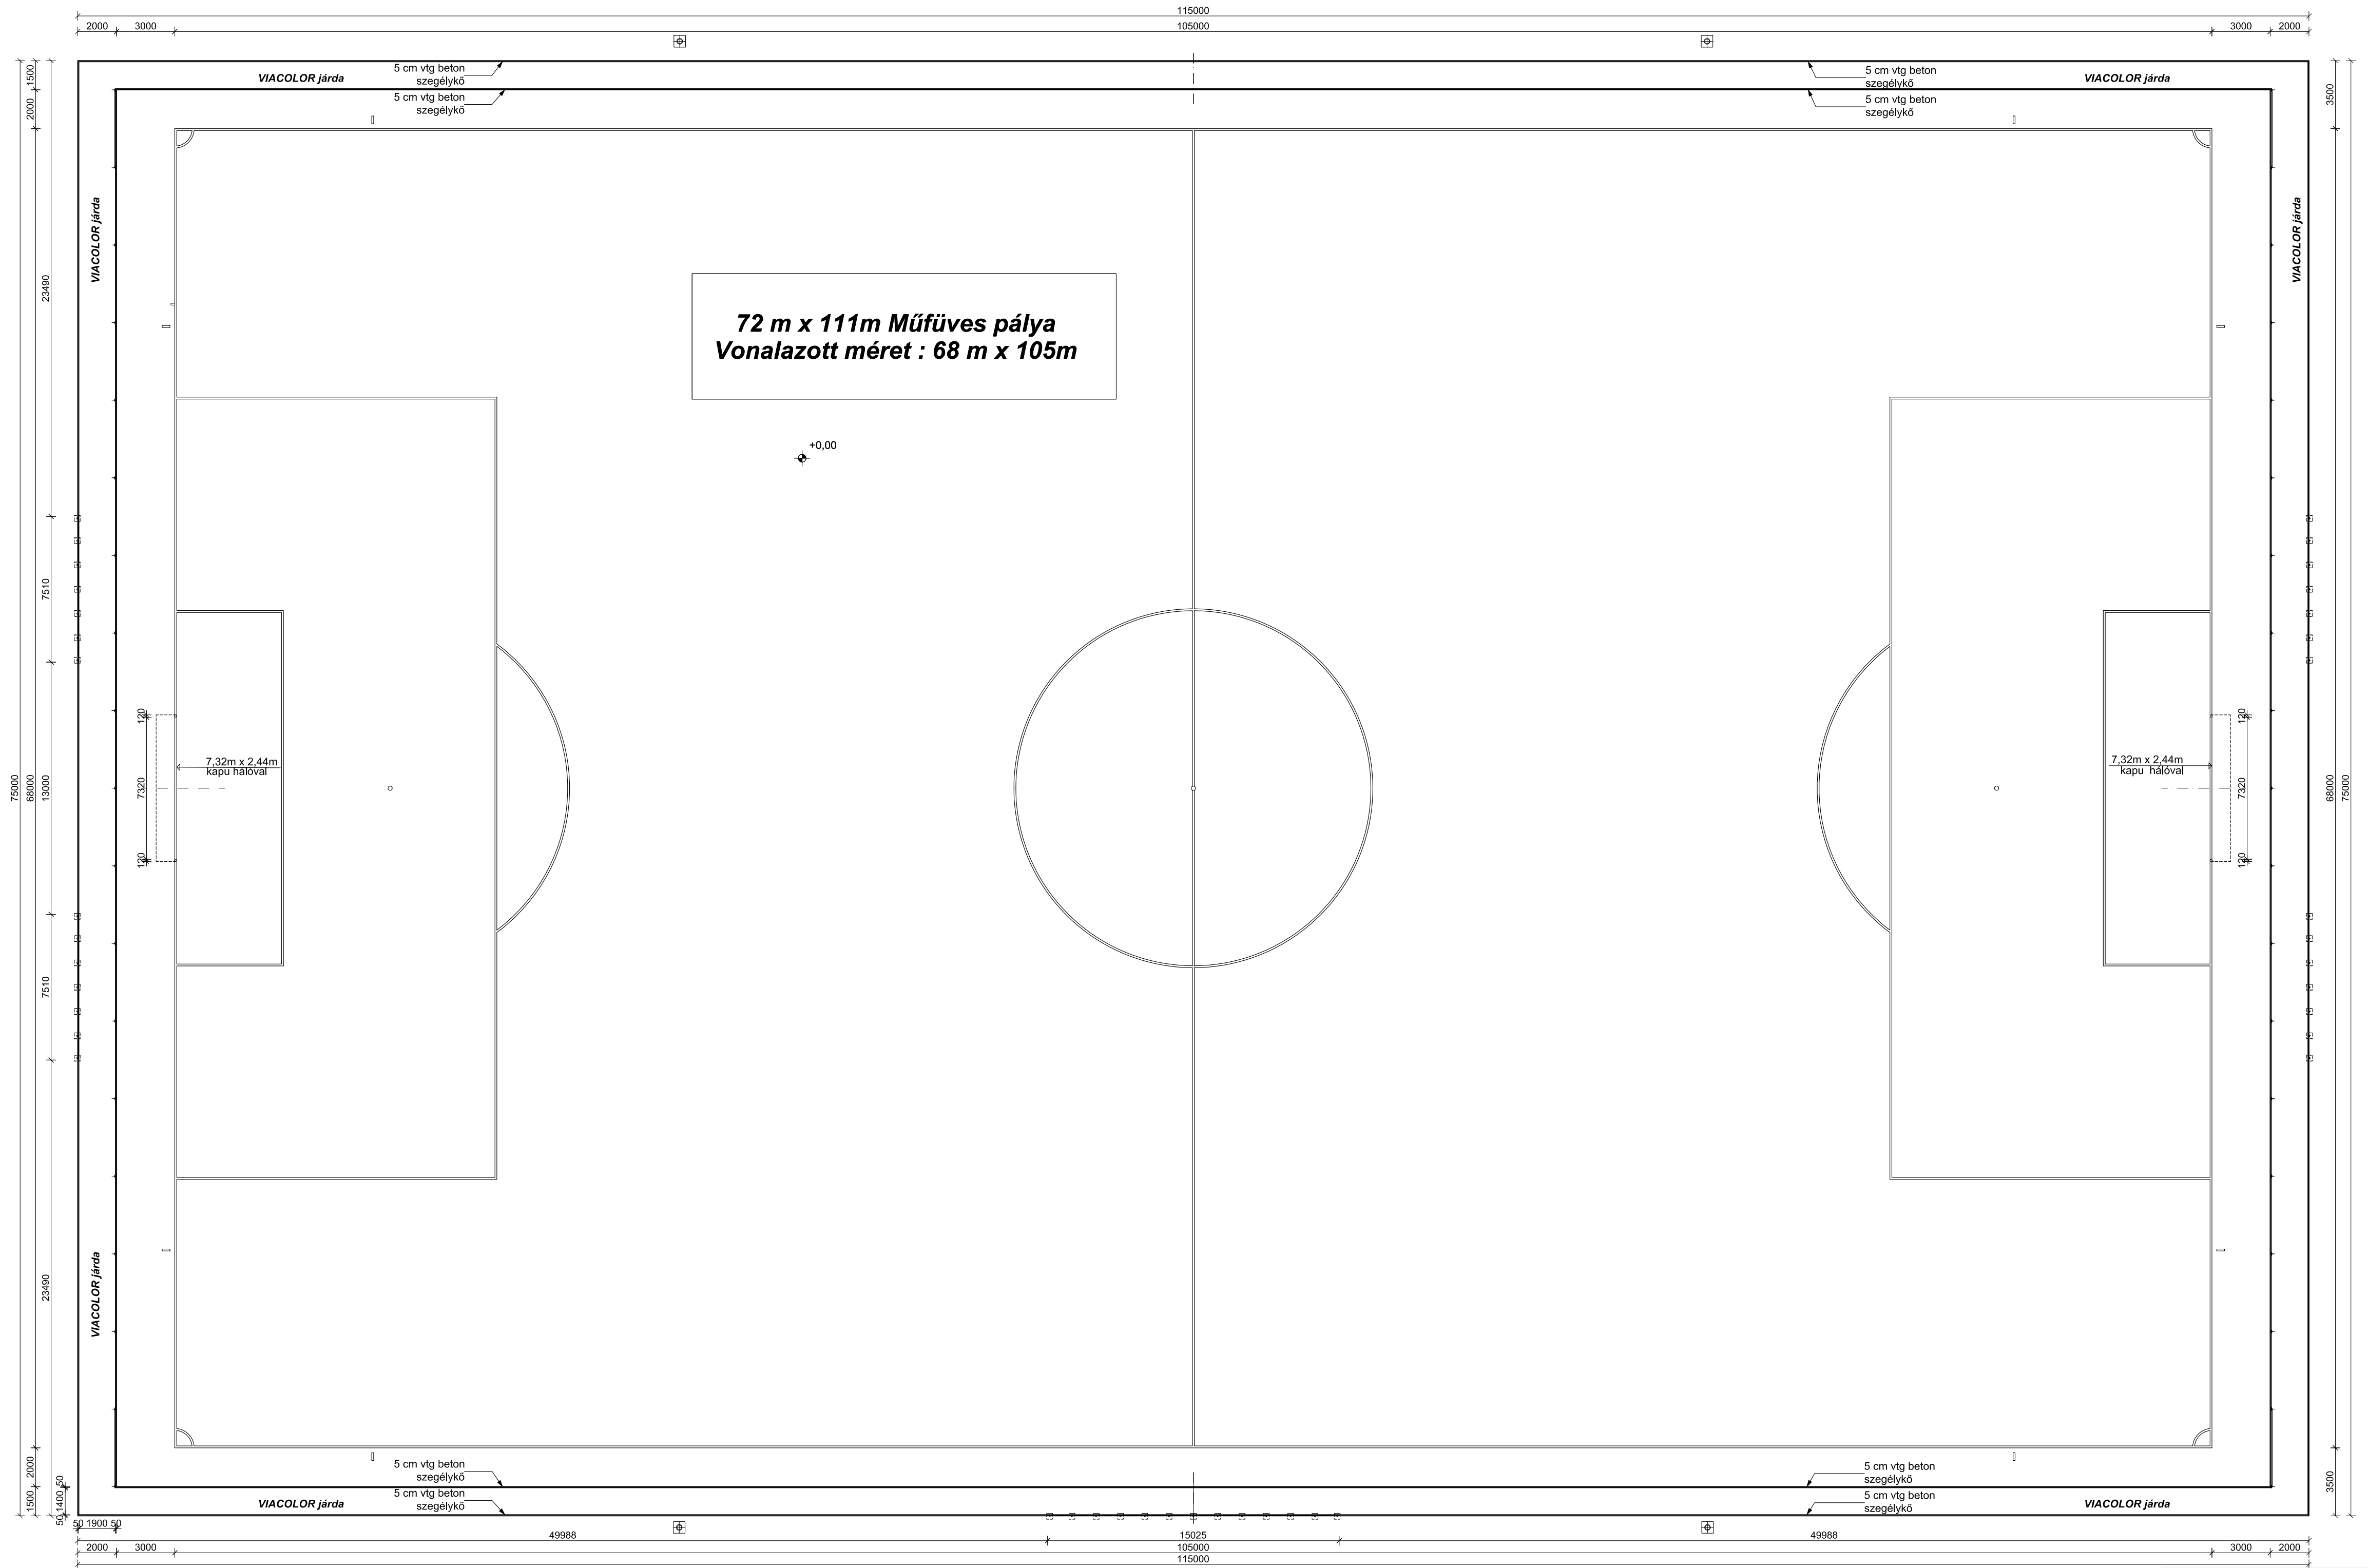 115000
2000 3000 105000 3000 2000
5 cm vtg beton
szegélykő
VIACOLOR járda
5 cm vtg beton
szegélykő
5 cm vtg beton
szegélykő
VIACOLOR járda
5 cm vtg beton
szegélykő
1500
2000
3500
VIACOLOR járda
VIACOLOR járda
23490
72 m x 111m Műfüves pálya
Vonalazott méret : 68 m x 105m
+0,00
7510
120
7,32m x 2,44m
kapu hálóval
75000
68000
13000
7320
120
120
7,32m x 2,44m
kapu hálóval
7320
68000
75000
120
7510
23490
VIACOLOR járda
2000
1500
50
1400
50
3500
5 cm vtg beton
szegélykő
5 cm vtg beton
szegélykő
VIACOLOR járda
5 cm vtg beton
szegélykő
5 cm vtg beton
szegélykő
VIACOLOR járda
50 1900 50
49988 15025 49988
2000 3000 105000 3000 2000
115000